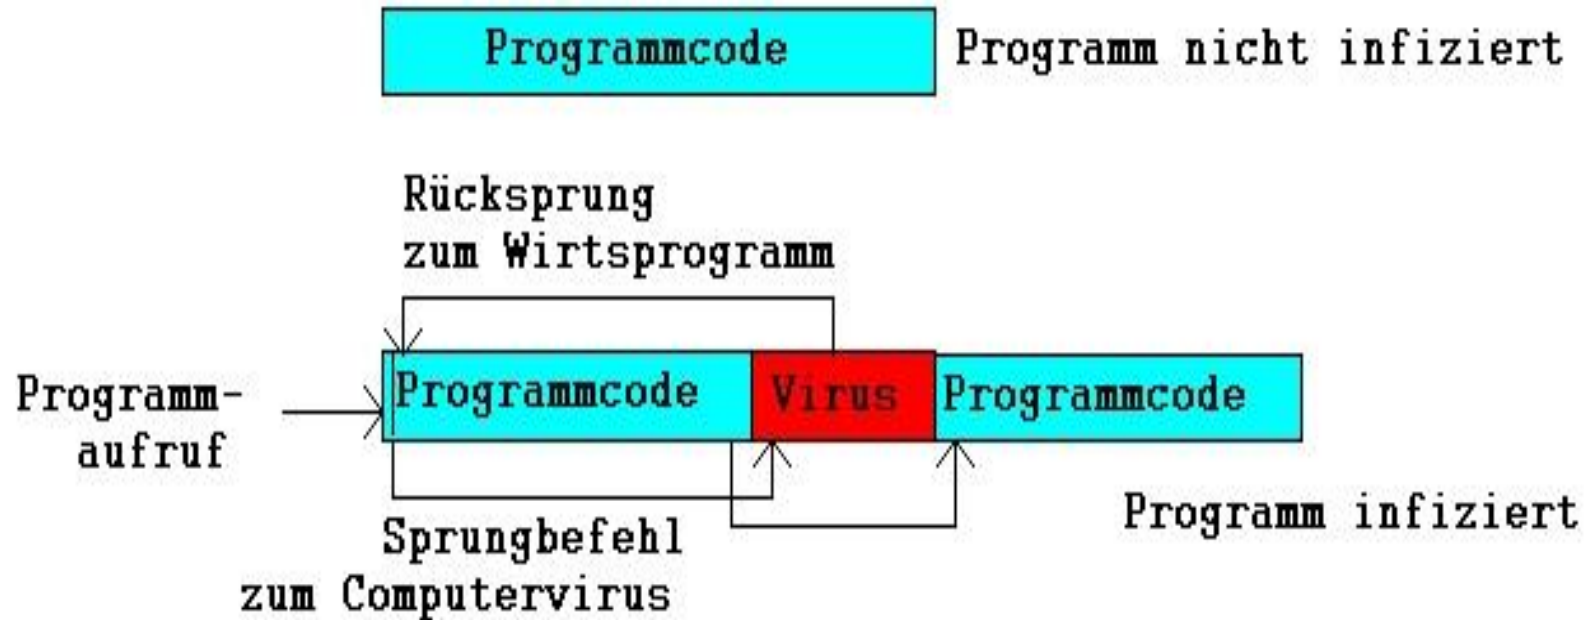 Programmcode
Programm nicht infiziert
Rücksprung
zum Wirtsprogramm
Programm-
aufruf
Programmcode
Virus
Programmcode
Sprungbefehl
zum Computervirus
Programm infiziert